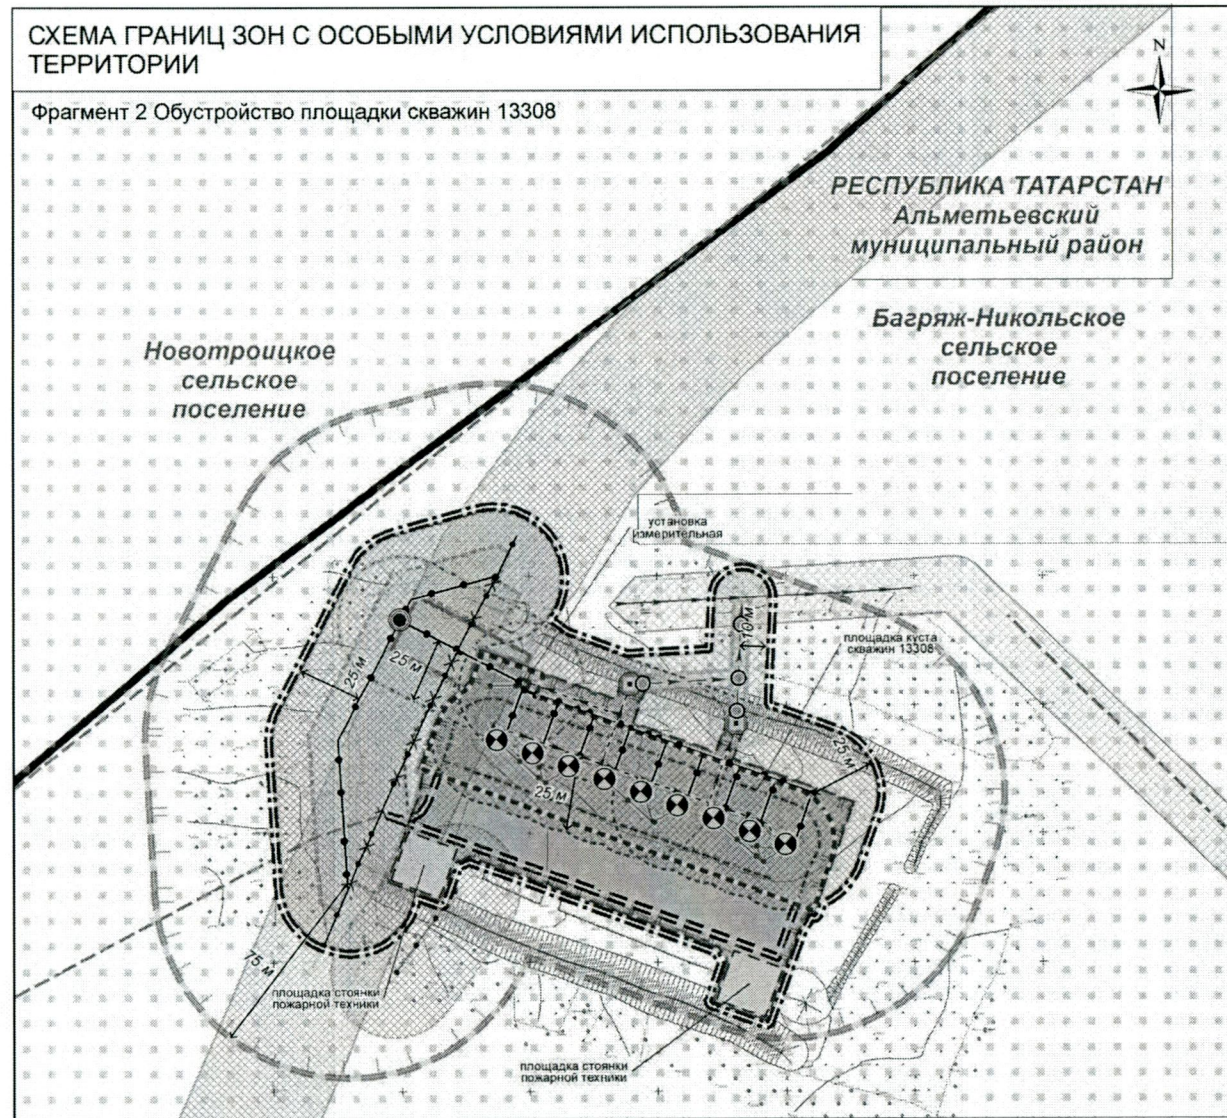 СХЕМА ГРАНИЦ ЗОН С ОСОБЫМИ УСЛОВИЯМИ ИСПОЛЬЗОВАНИЯ
ТЕРРИТОРИИ
Фрагмент 2 Обустройство площадки скважин 13308
N
РЕСПУБЛИКА ТАТАРСТАН
Альметьевский
муниципальный район
Багряж-Никольское
сельское
поселение
Новотроицкое
сельское
поселение
установка
измерительная
10 м
площадка куста
скважин 13308
25 м
25 м
25 м
25 м
75 м
площадка стоянки
пожарной техники
площадка стоянки
пожарной техники